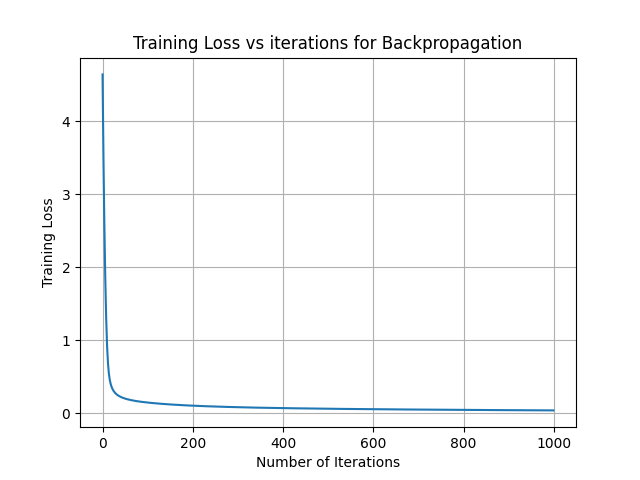 Training Loss vs iterations for Backpropagation
Training Loss
4
3
2
1
0
0 200 400 600 800 1000
Number of Iterations